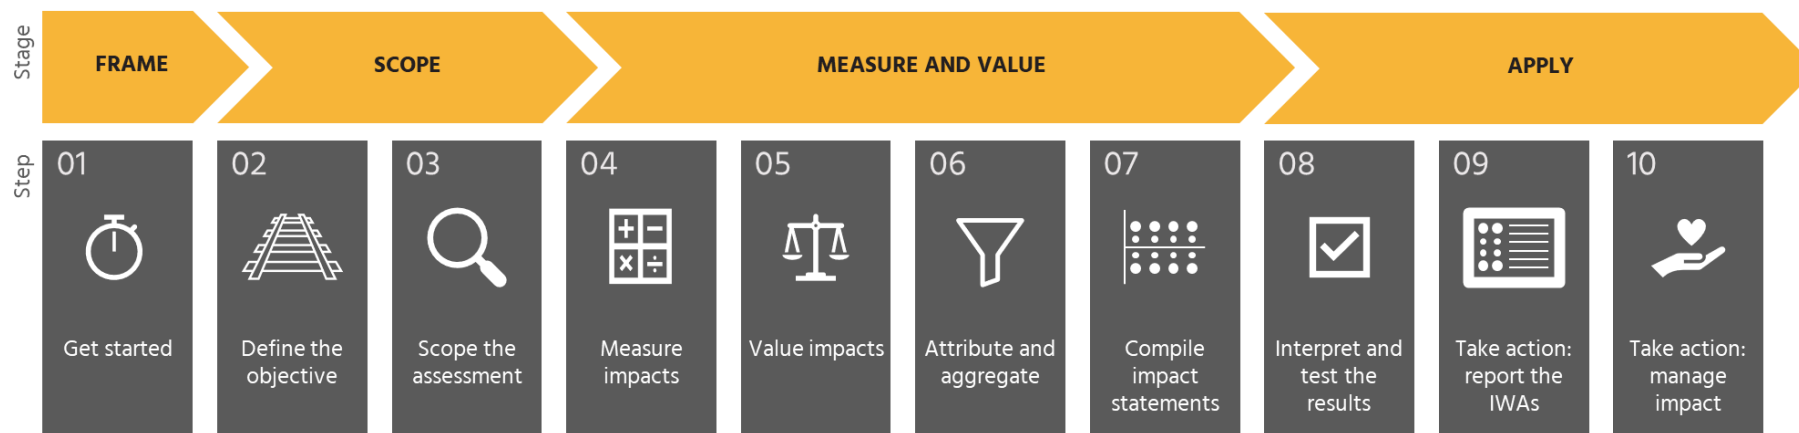 Stage
FRAME
SCOPE
MEASURE AND VALUE
APPLY
Step
01
Get started
02
Define the
objective
03
Scope the
assessment
04
Measure
impacts
05
Value impacts
06
Attribute and
aggregate
07
Compile
impact
statements
08
Interpret and
test the
results
09
Take action:
report the
IWAs
10
Take action:
manage
impact